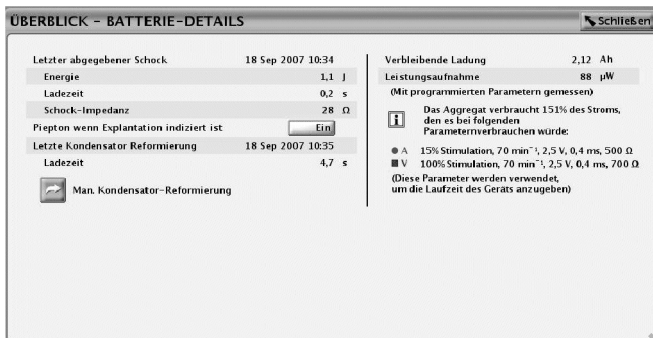 ÜBERBLICK - BATTERIE-DETAILS
Schließen
Letzter abgegebener Schock 18 Sep 2007 10:34
Energie 1,1 J
Ladezeit 0,2 s
Schock-Impedanz 28 Ω
Piepton wenn Explantation indiziert ist Ein
Letzte Kondensator Reformierung 18 Sep 2007 10:35
Ladezeit 4,7 s
Man. Kondensator-Reformierung
Verbleibende Ladung 2,12 Ah
Leistungsaufnahme 88 µW
(Mit programmierten Parametern gemessen)
i
Das Aggregat verbraucht 151% des Stroms,
den es bei folgenden
Parameternverbrauchen würde:
A 15% Stimulation, 70 min⁻¹, 2,5 V, 0,4 ms, 500 Ω
V 100% Stimulation, 70 min⁻¹, 2,5 V, 0,4 ms, 700 Ω
(Diese Parameter werden verwendet,
um die Laufzeit des Geräts anzugeben)